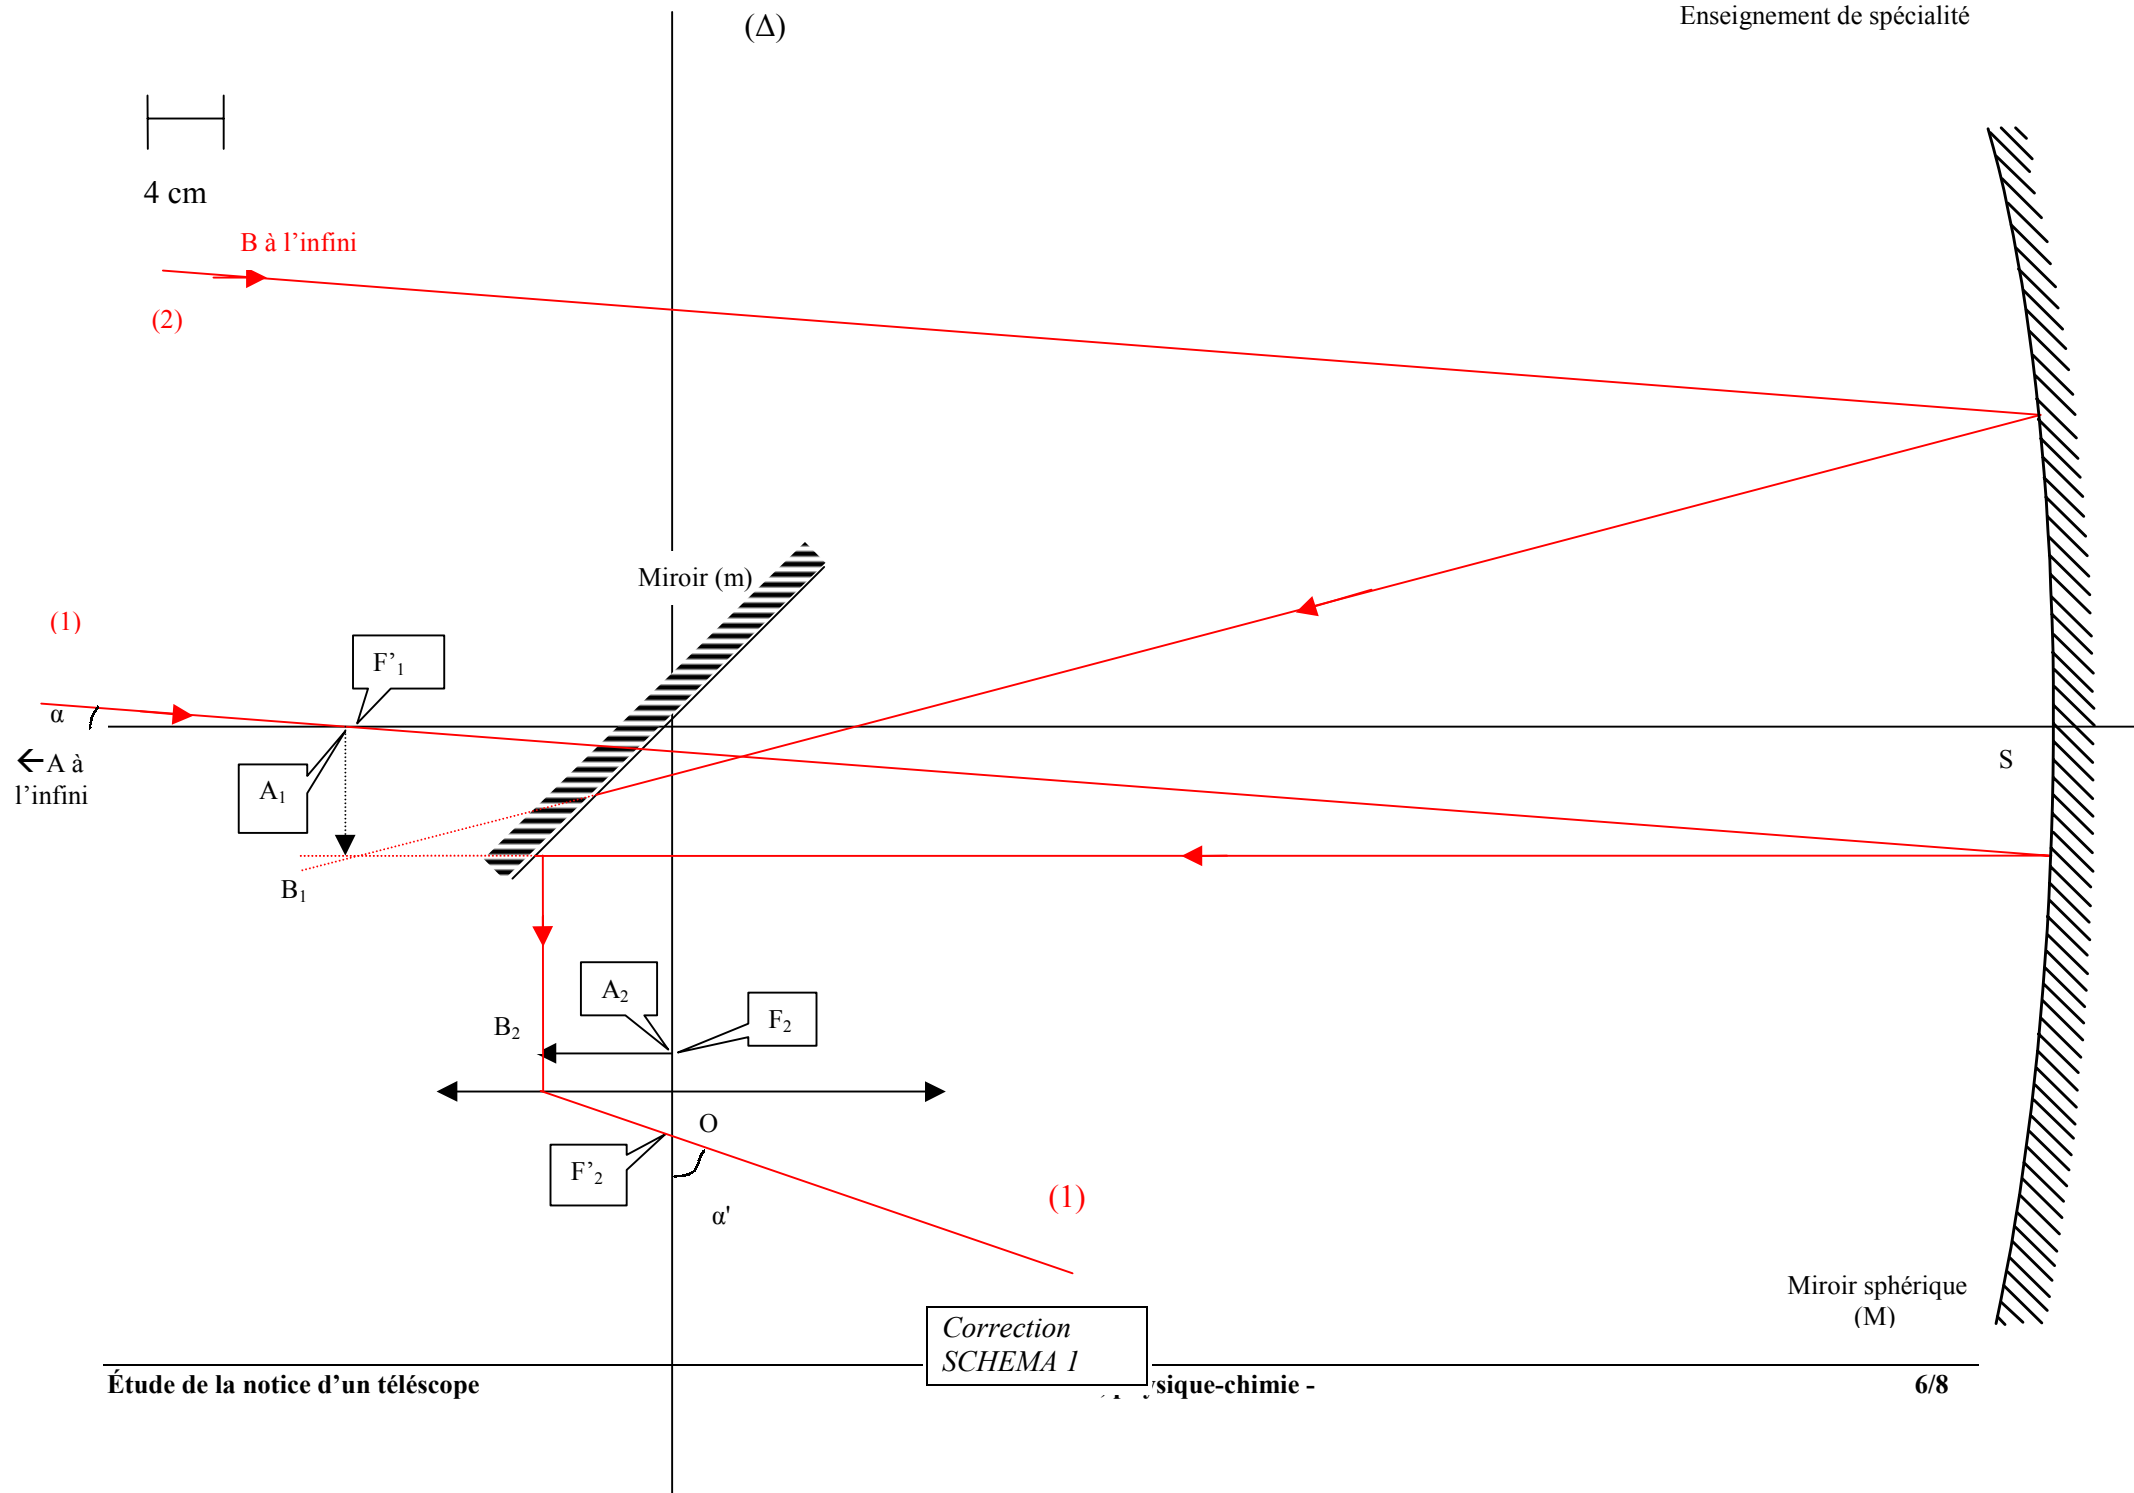 Enseignement de spécialité
(Δ)
4 cm
B à l'infini
(2)
Miroir (m)
(1)
F'1
α
S
←A à
l'infini
A1
B1
A2
F2
B2
O
F'2
(1)
α'
Miroir sphérique
(M)
Correction
SCHEMA 1
Étude de la notice d'un téléscope
sique-chimie -
6/8